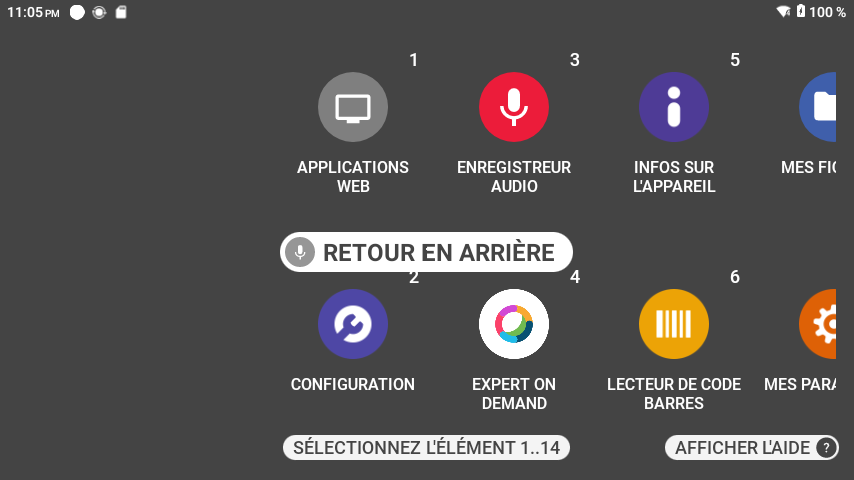 11:05 PM
100 %
1
3
5
APPLICATIONS
WEB
ENREGISTREUR
AUDIO
INFOS SUR
L'APPAREIL
MES FIC
RETOUR EN ARRIÈRE
2
4
6
CONFIGURATION
EXPERT ON
DEMAND
LECTEUR DE CODE
BARRES
MES PARA
SÉLECTIONNEZ L'ÉLÉMENT 1..14
AFFICHER L'AIDE ?